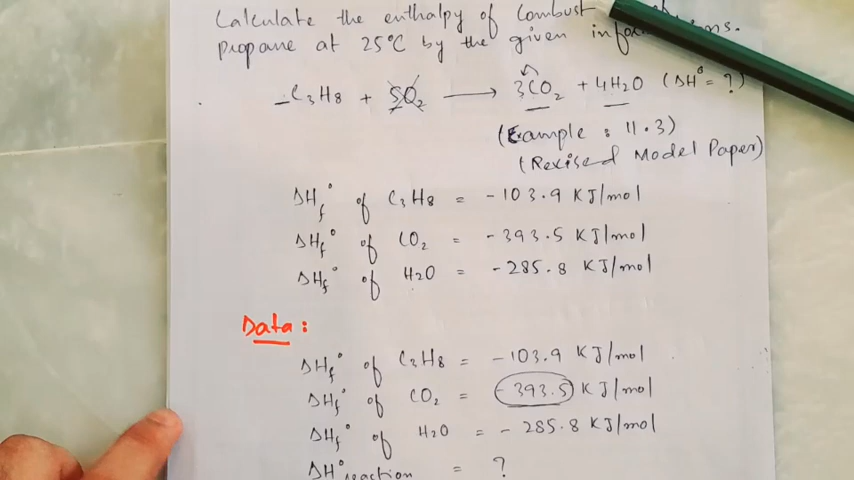 Calculate the enthalpy of Combust
propane at 25°C by the given ns.
_C3H8 + 5O2 ⟶ 3CO2 + 4H2O (ΔH° = ?)
(Example : 11.3)
(Revised Model Paper)
ΔHf° of C3H8 = -103.9 KJ/mol
ΔHf° of CO2 = -393.5 KJ/mol
ΔHf° of H2O = -285.8 KJ/mol
Data:
ΔHf° of C3H8 = -103.9 KJ/mol
ΔHf° of CO2 = -393.5 KJ/mol
ΔHf° of H2O = -285.8 KJ/mol
ΔH°reaction = ?